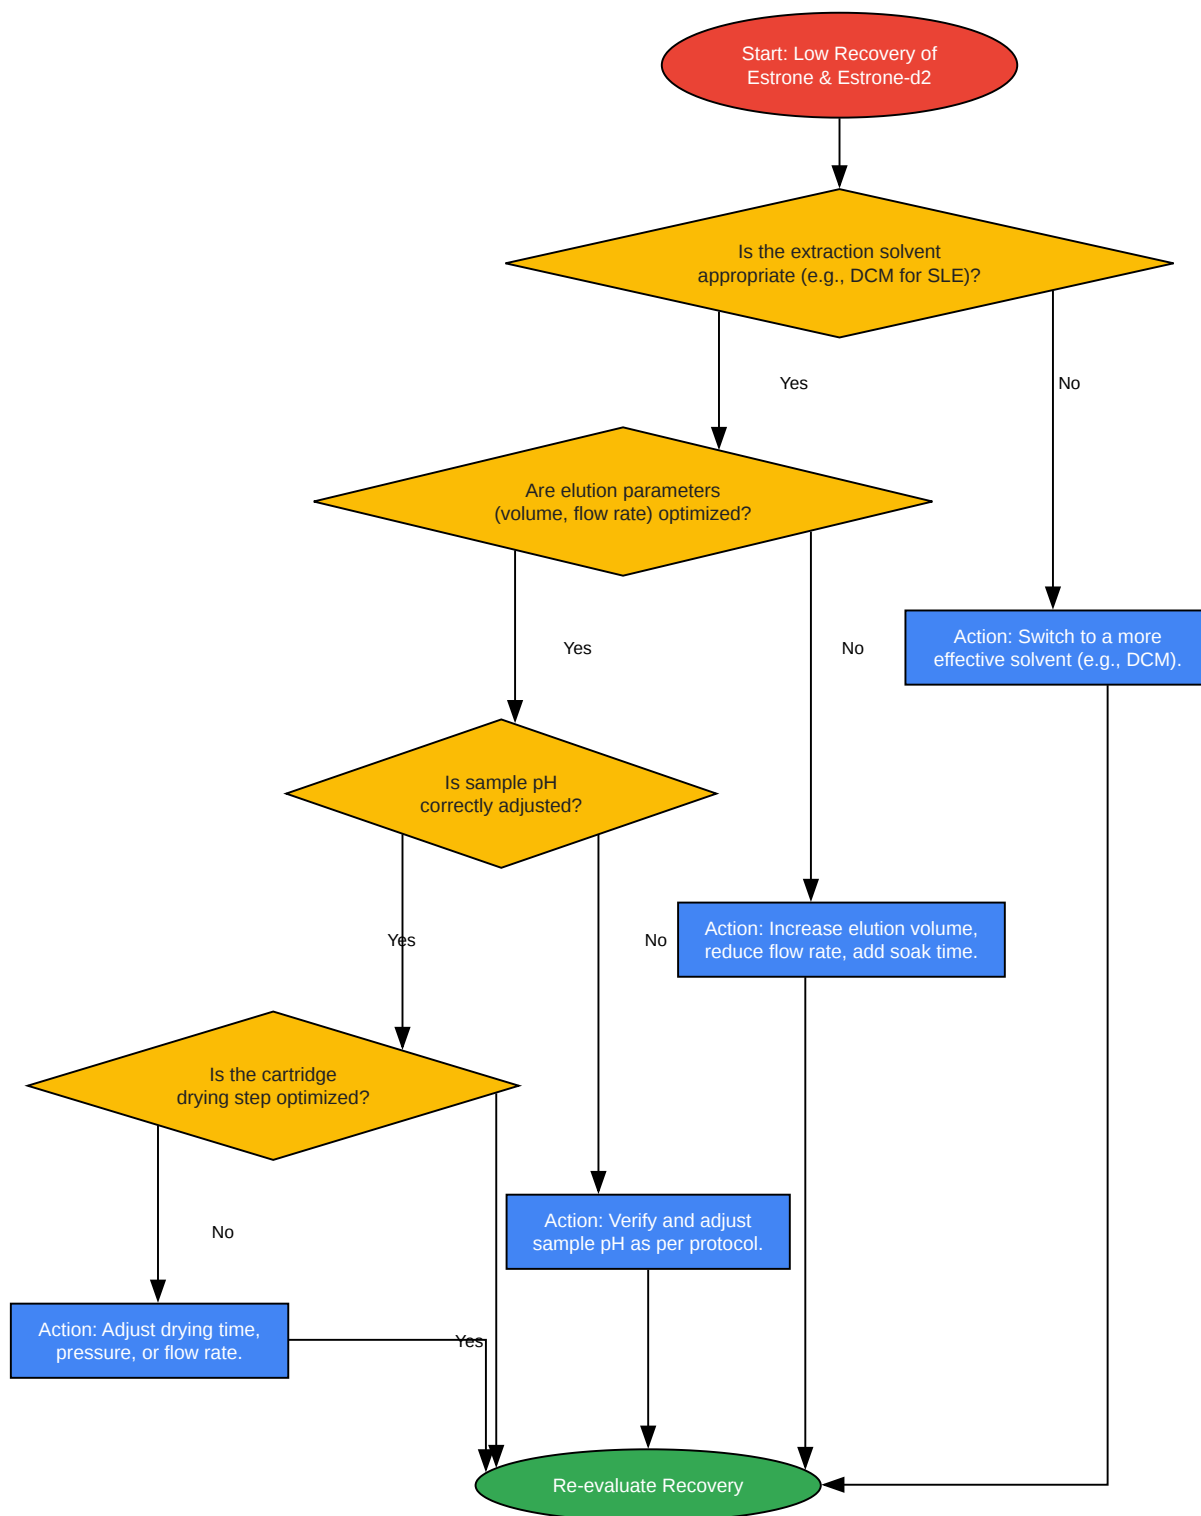 Start: Low Recovery of
Estrone & Estrone-d2
Is the extraction solvent
appropriate (e.g., DCM for SLE)?
Yes
No
Are elution parameters
(volume, flow rate) optimized?
Yes
No
Action: Switch to a more
effective solvent (e.g., DCM).
Is sample pH
correctly adjusted?
Yes
No
Action: Increase elution volume,
reduce flow rate, add soak time.
Is the cartridge
drying step optimized?
No
Action: Verify and adjust
sample pH as per protocol.
Action: Adjust drying time,
pressure, or flow rate.
Yes
Re-evaluate Recovery